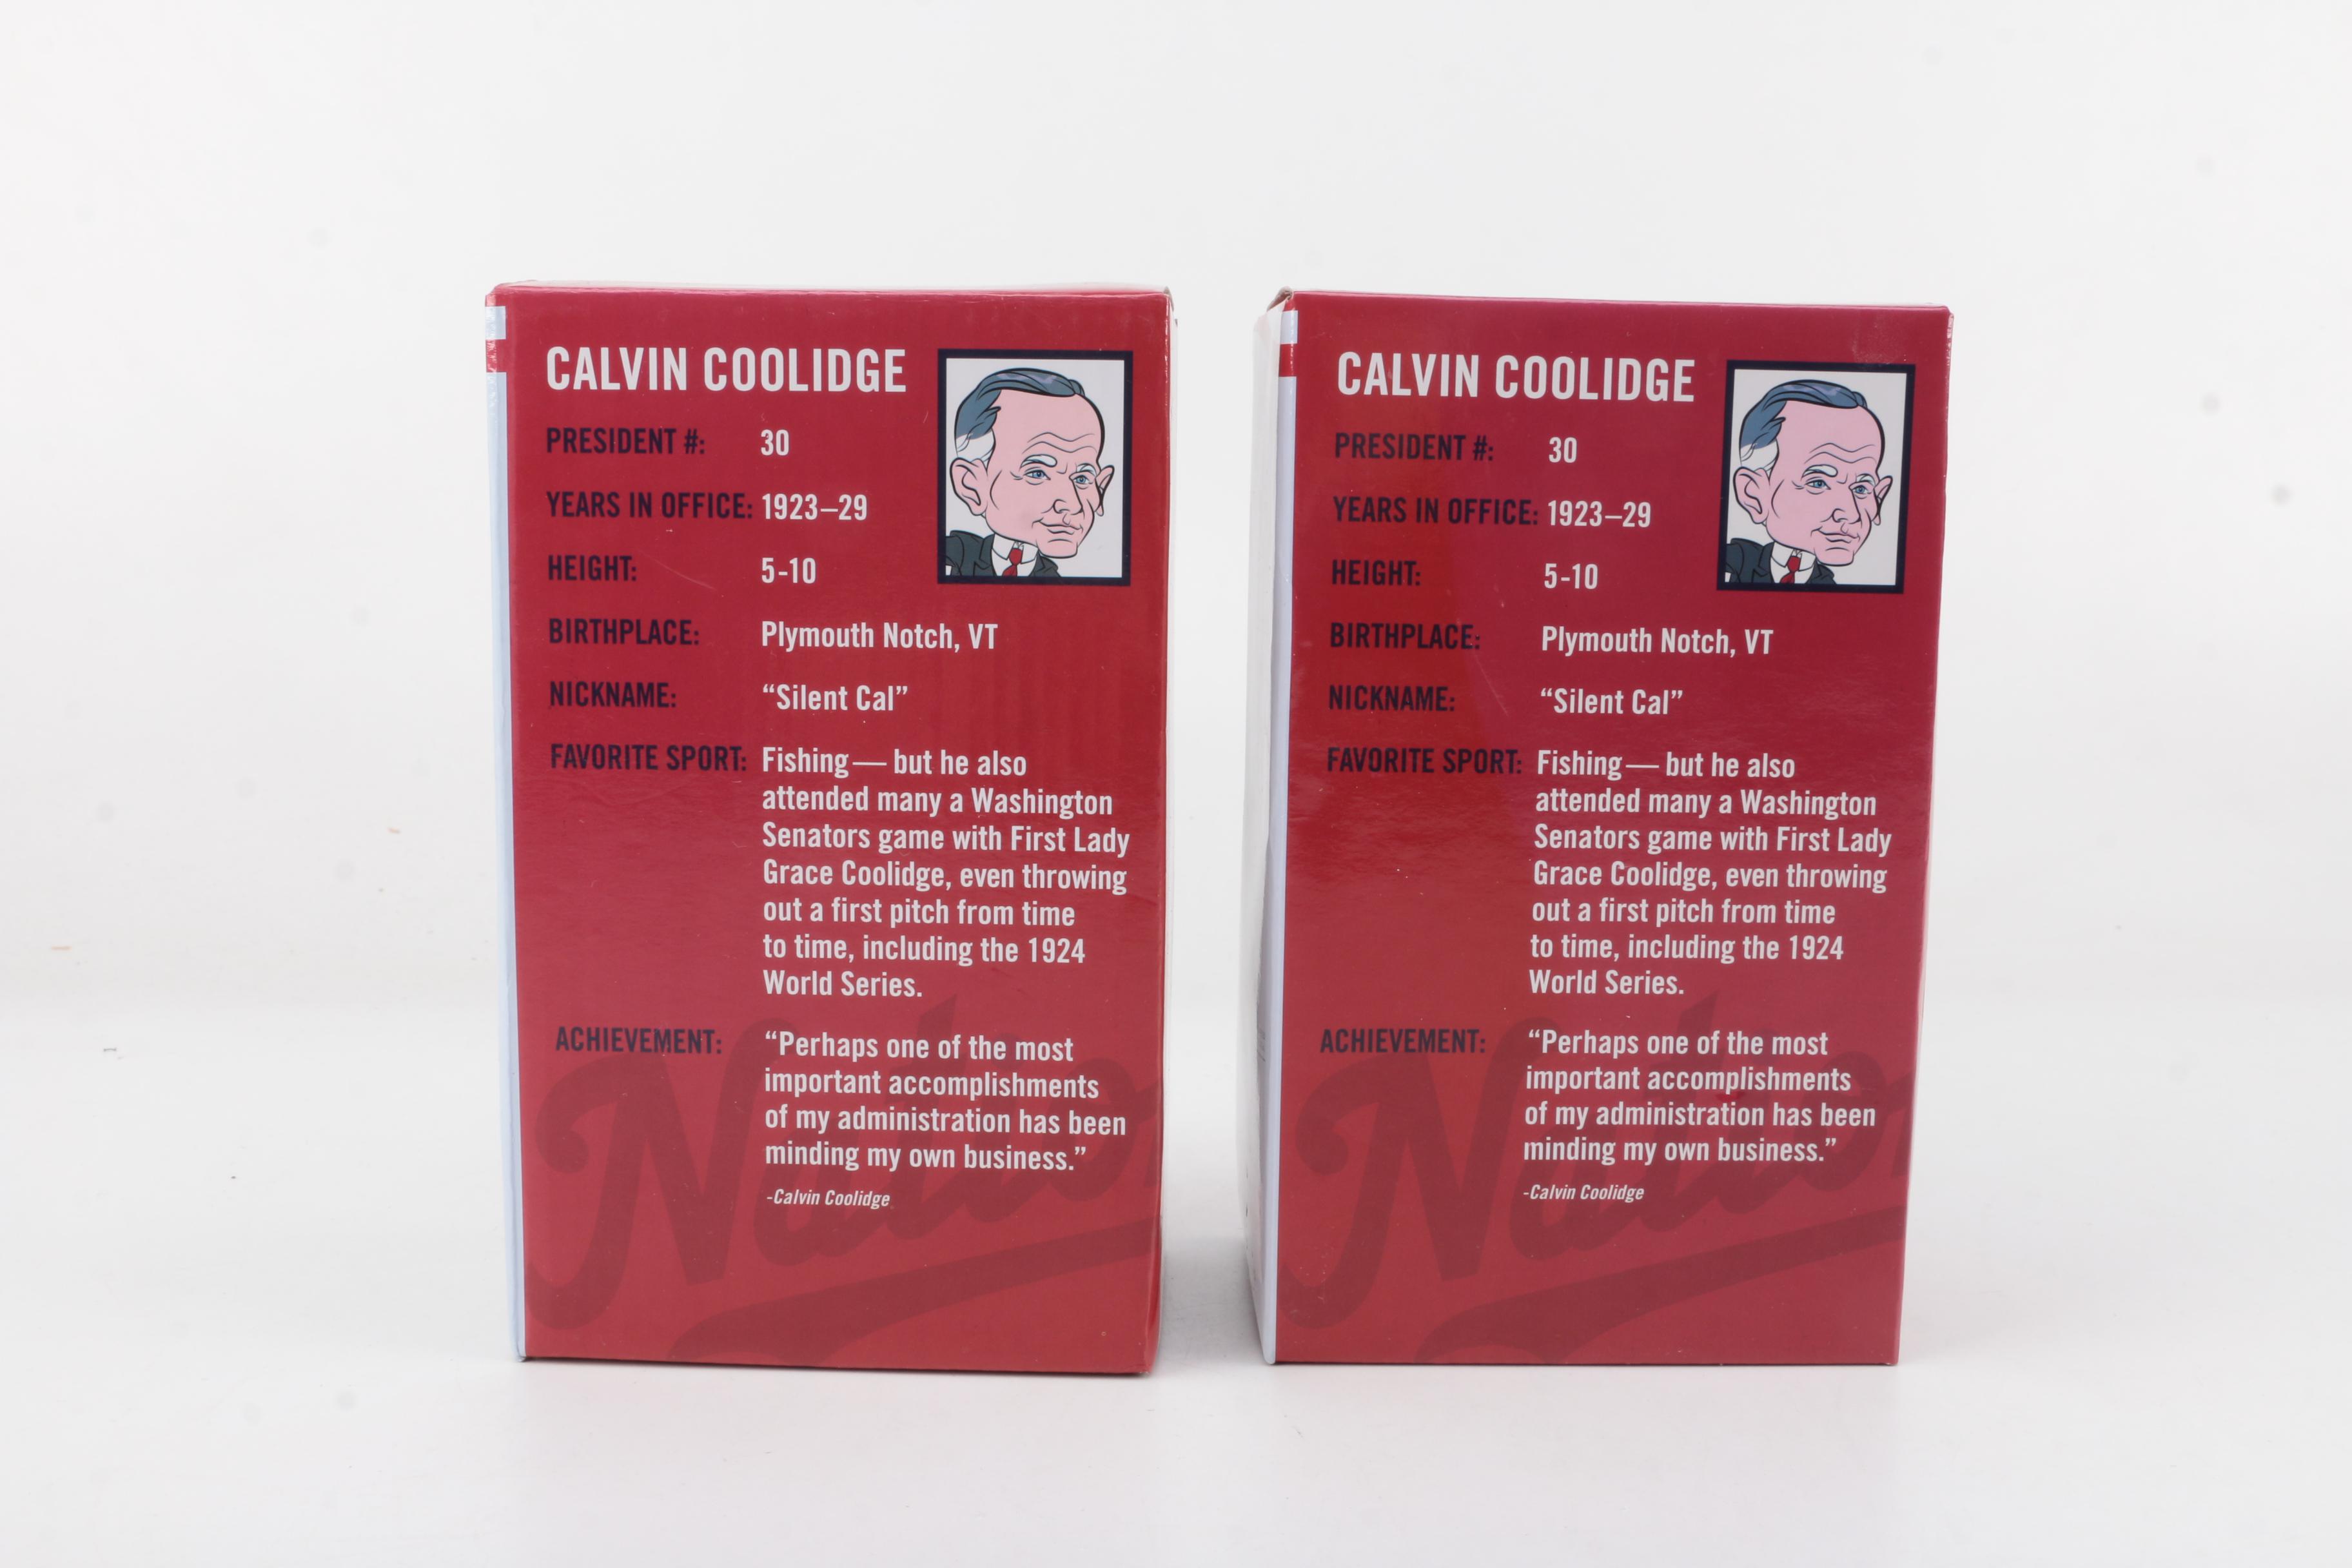 CALVIN COOLIDGE
PRESIDENT #: 30
YEARS IN OFFICE: 1923–29
HEIGHT: 5-10
BIRTHPLACE: Plymouth Notch, VT
NICKNAME: “Silent Cal”
FAVORITE SPORT: Fishing — but he also
attended many a Washington
Senators game with First Lady
Grace Coolidge, even throwing
out a first pitch from time
to time, including the 1924
World Series.
ACHIEVEMENT: “Perhaps one of the most
important accomplishments
of my administration has been
minding my own business.”
-Calvin Coolidge
Natio
CALVIN COOLIDGE
PRESIDENT #: 30
YEARS IN OFFICE: 1923–29
HEIGHT: 5-10
BIRTHPLACE: Plymouth Notch, VT
NICKNAME: “Silent Cal”
FAVORITE SPORT: Fishing — but he also
attended many a Washington
Senators game with First Lady
Grace Coolidge, even throwing
out a first pitch from time
to time, including the 1924
World Series.
ACHIEVEMENT: “Perhaps one of the most
important accomplishments
of my administration has been
minding my own business.”
-Calvin Coolidge
Natio